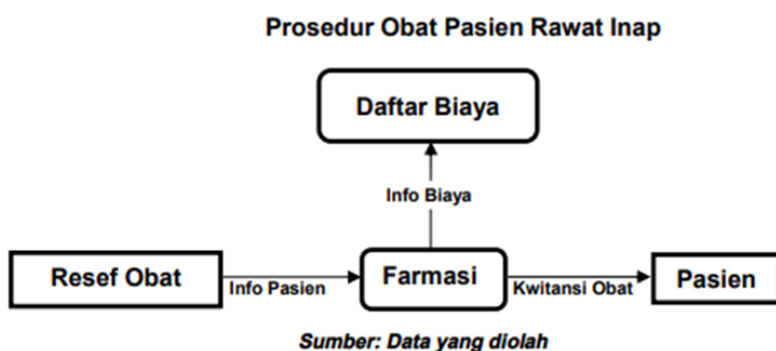 Prosedur Obat Pasien Rawat Inap
Daftar Biaya
Info Biaya
Resef Obat
Info Pasien
Farmasi
Kwitansi Obat
Pasien
Sumber: Data yang diolah